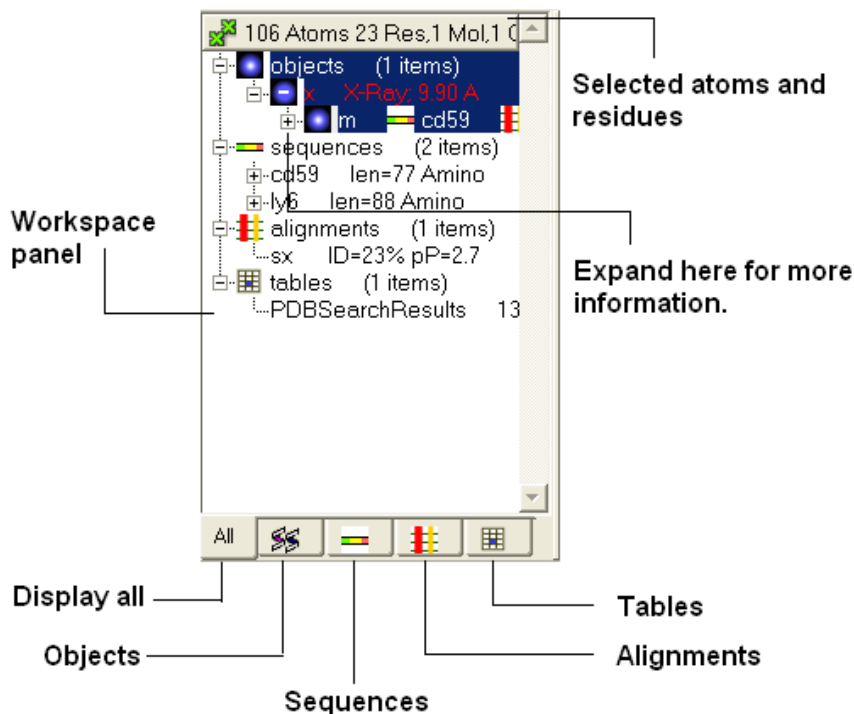 106 Atoms 23 Res,1 Mol,1
objects (1 items)
x X-Ray; 9.90 A
m cd59
sequences (2 items)
cd59 len=77 Amino
ly6 len=88 Amino
alignments (1 items)
sx ID=23% pP=2.7
tables (1 items)
PDBSearchResults 13
Selected atoms and
residues
Workspace
panel
Expand here for more
information.
All
Display all
Tables
Objects
Alignments
Sequences